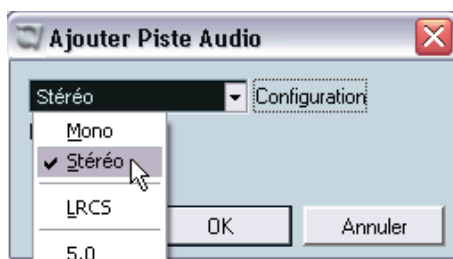 Ajouter Piste Audio
Stéréo Configuration
Mono
Stéréo
LRCS
OK Annuler
5.0